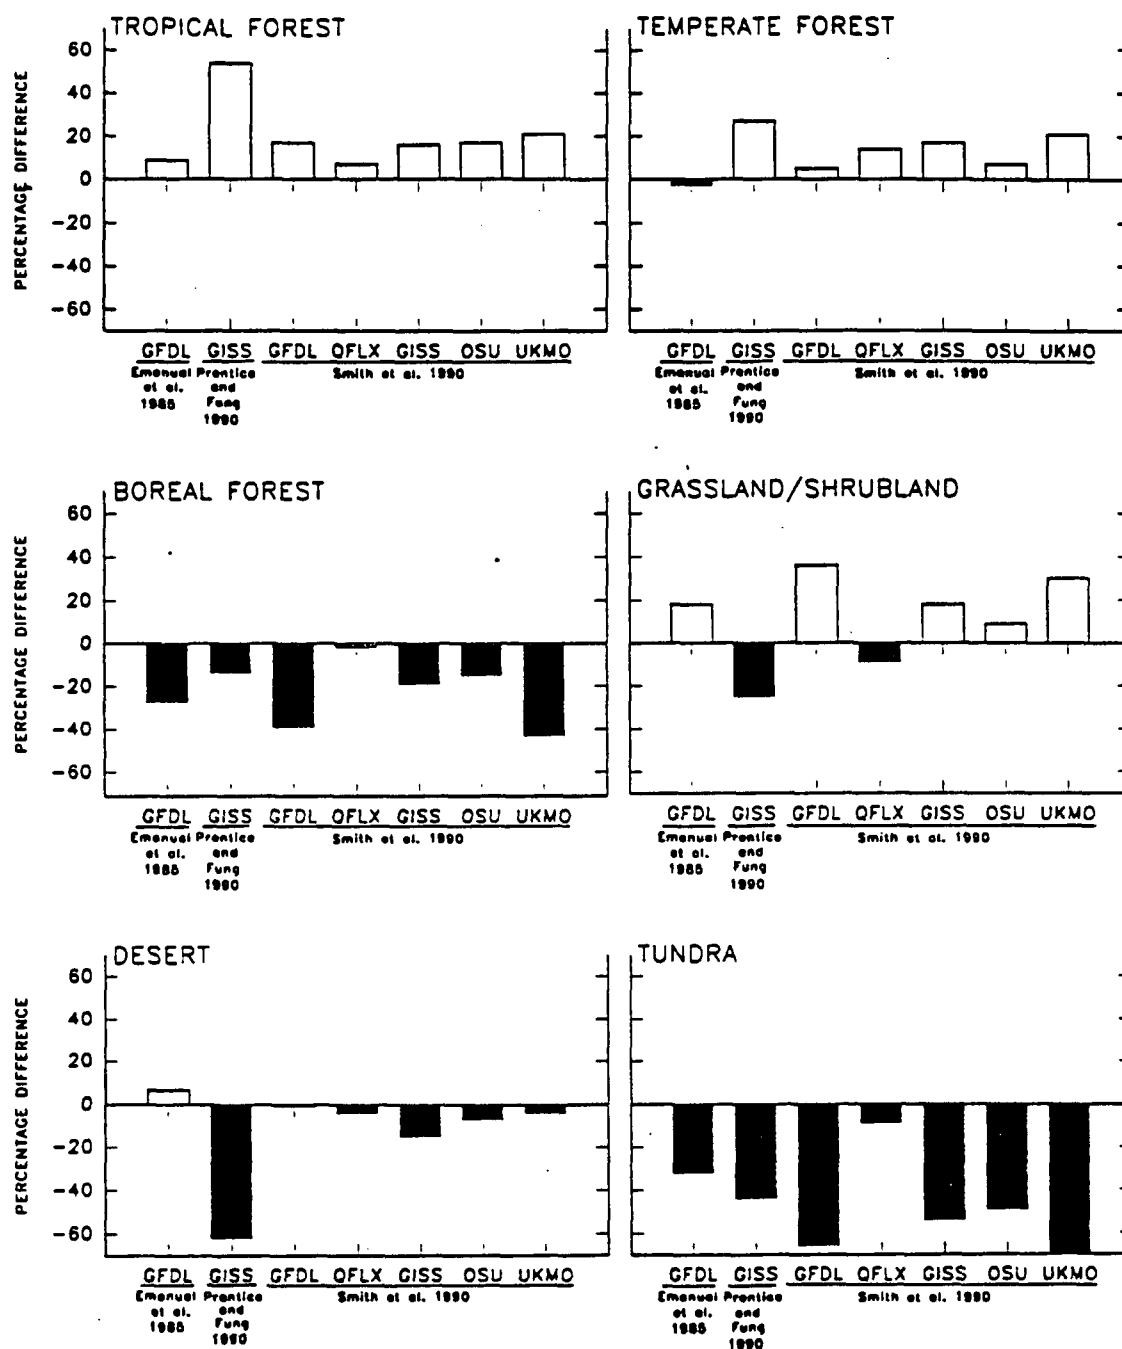 TROPICAL FOREST
PERCENTAGE DIFFERENCE
60
40
20
0
-20
-40
-60
GFDL GISS GFDL QFLX GISS OSU UKMO
Emanuel et al. 1985
Prentice and Fung 1990
Smith et al. 1990
TEMPERATE FOREST
GFDL GISS GFDL QFLX GISS OSU UKMO
Emanuel et al. 1985
Prentice and Fung 1990
Smith et al. 1990
BOREAL FOREST
PERCENTAGE DIFFERENCE
60
40
20
0
-20
-40
-60
GFDL GISS GFDL QFLX GISS OSU UKMO
Emanuel et al. 1985
Prentice and Fung 1990
Smith et al. 1990
GRASSLAND/SHRUBLAND
GFDL GISS GFDL QFLX GISS OSU UKMO
Emanuel et al. 1985
Prentice and Fung 1990
Smith et al. 1990
DESERT
PERCENTAGE DIFFERENCE
60
40
20
0
-20
-40
-60
GFDL GISS GFDL QFLX GISS OSU UKMO
Emanuel et al. 1985
Prentice and Fung 1990
Smith et al. 1990
TUNDRA
GFDL GISS GFDL QFLX GISS OSU UKMO
Emanuel et al. 1985
Prentice and Fung 1990
Smith et al. 1990